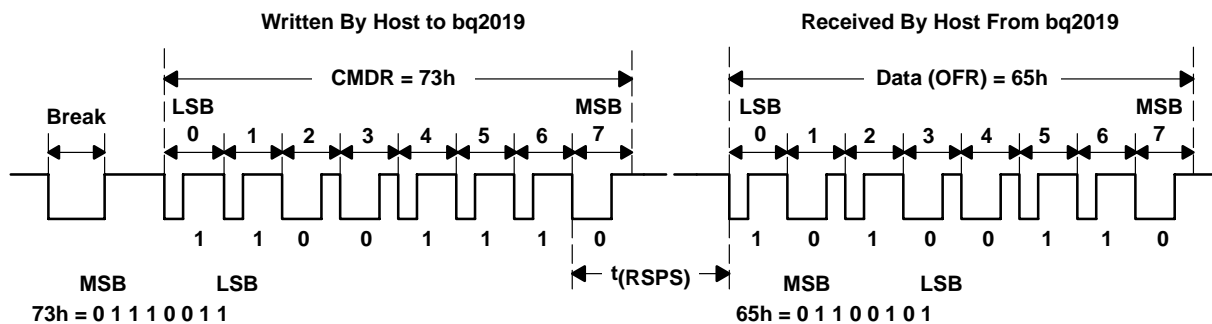 Written By Host to bq2019
Received By Host From bq2019
CMDR = 73h
Data (OFR) = 65h
Break
LSB
MSB
LSB
MSB
0 1 2 3 4 5 6 7
0 1 2 3 4 5 6 7
1 1 0 0 1 1 1 0
1 0 1 0 0 1 1 0
t(RSPS)
MSB LSB
MSB LSB
73h = 0 1 1 1 0 0 1 1
65h = 0 1 1 0 0 1 0 1